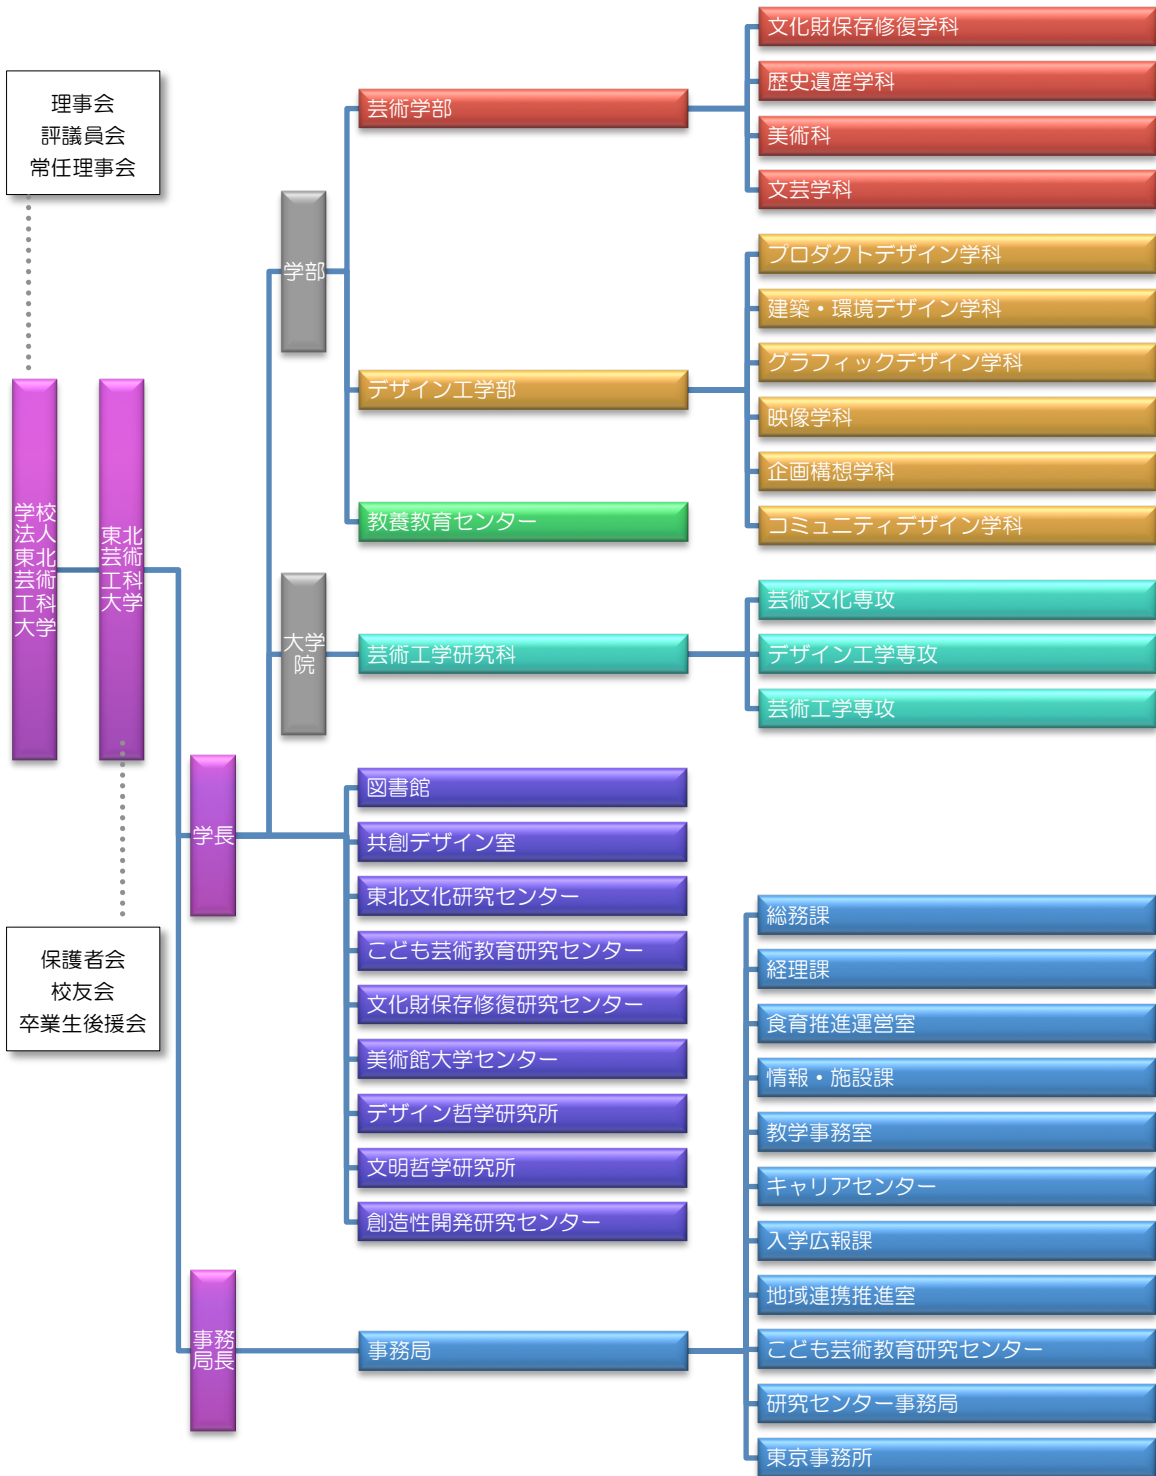 理事会
評議員会
常任理事会
学校
法人
東北
芸術
工科
大学
東北
芸術
工科
大学
保護者会
校友会
卒業生後援会
学長
学部
芸術学部
文化財保存修復学科
歴史遺産学科
美術科
文芸学科
デザイン工学部
プロダクトデザイン学科
建築・環境デザイン学科
グラフィックデザイン学科
映像学科
企画構想学科
コミュニティデザイン学科
教養教育センター
大学
院
芸術工学研究科
芸術文化専攻
デザイン工学専攻
芸術工学専攻
図書館
共創デザイン室
東北文化研究センター
こども芸術教育研究センター
文化財保存修復研究センター
美術館大学センター
デザイン哲学研究所
文明哲学研究所
創造性開発研究センター
事務
局長
事務局
総務課
経理課
食育推進運営室
情報・施設課
教学事務室
キャリアセンター
入学広報課
地域連携推進室
こども芸術教育研究センター
研究センター事務局
東京事務所